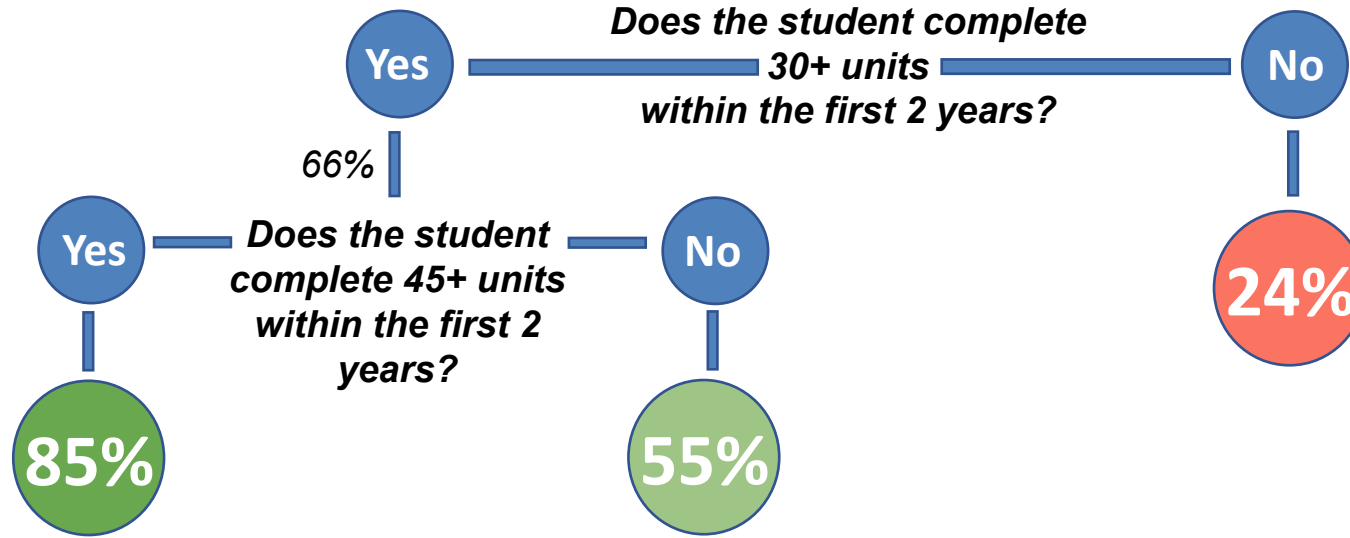 Does the student complete
Yes
30+ units
No
within the first 2 years?
66%
Yes
Does the student
complete 45+ units
within the first 2
years?
No
24%
85%
55%